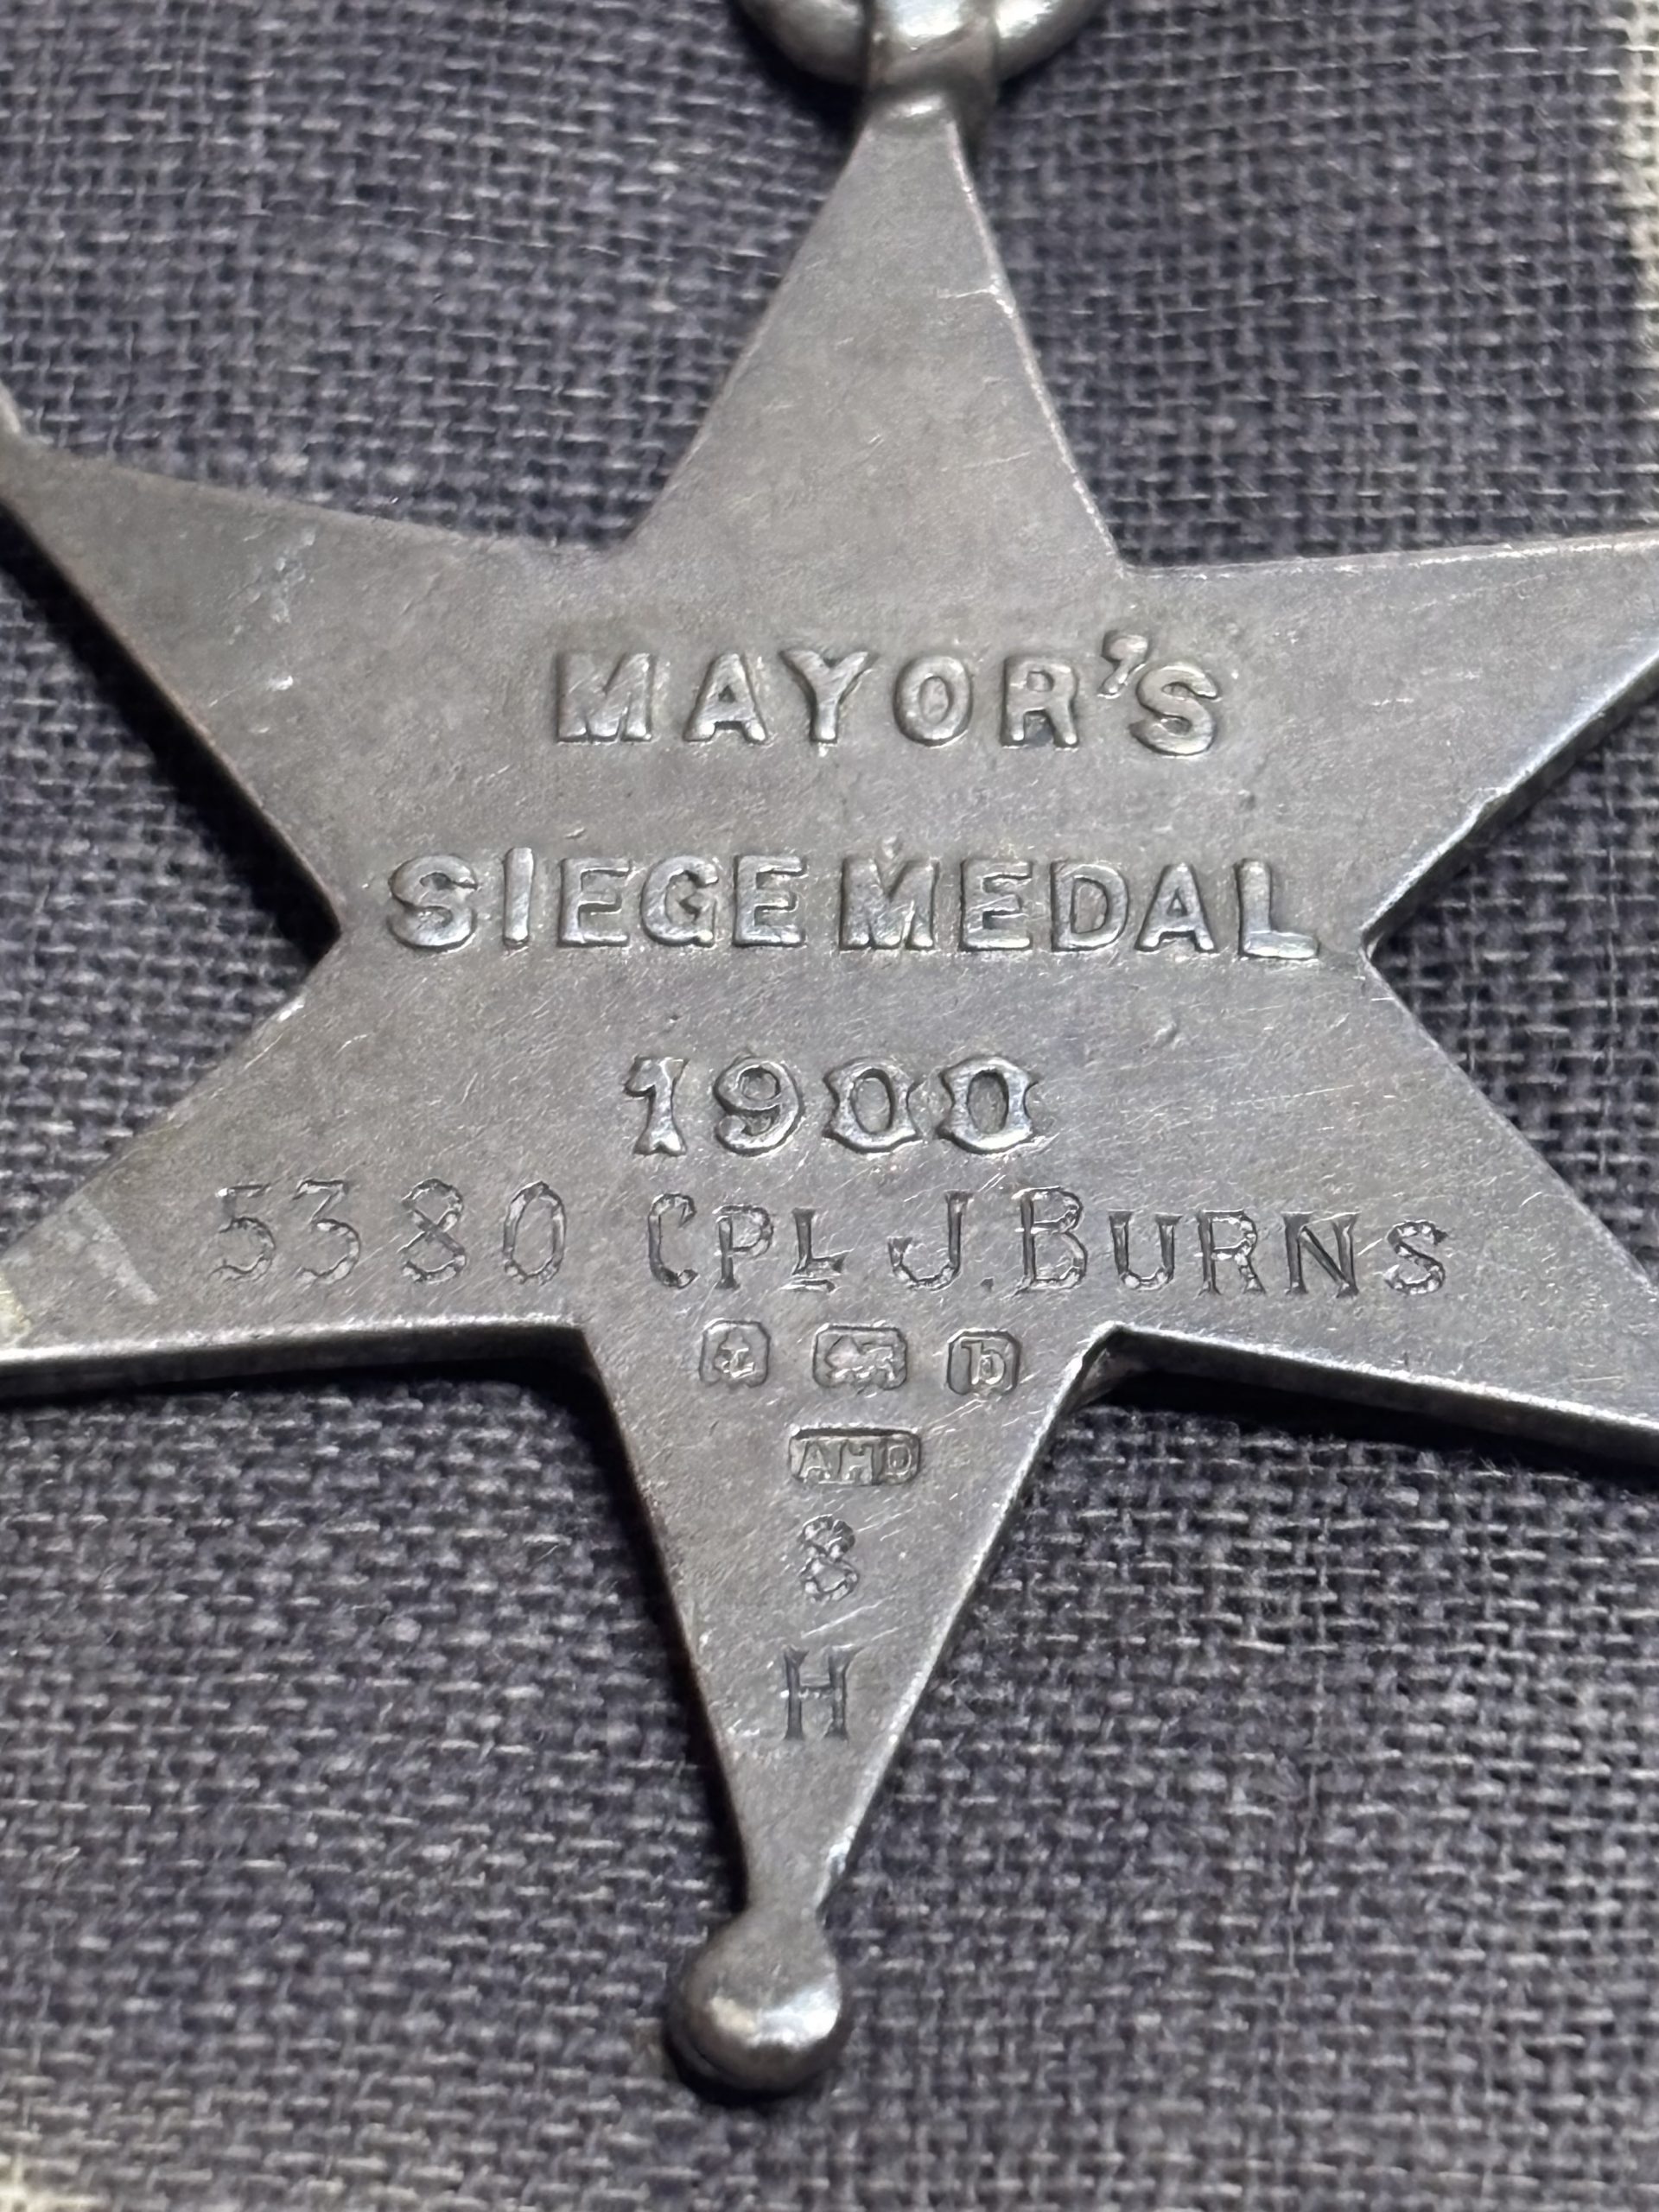 MAYOR'S
SIEGE MEDAL
1900
5380 CPL J. BURNS
b
AHD
8
H